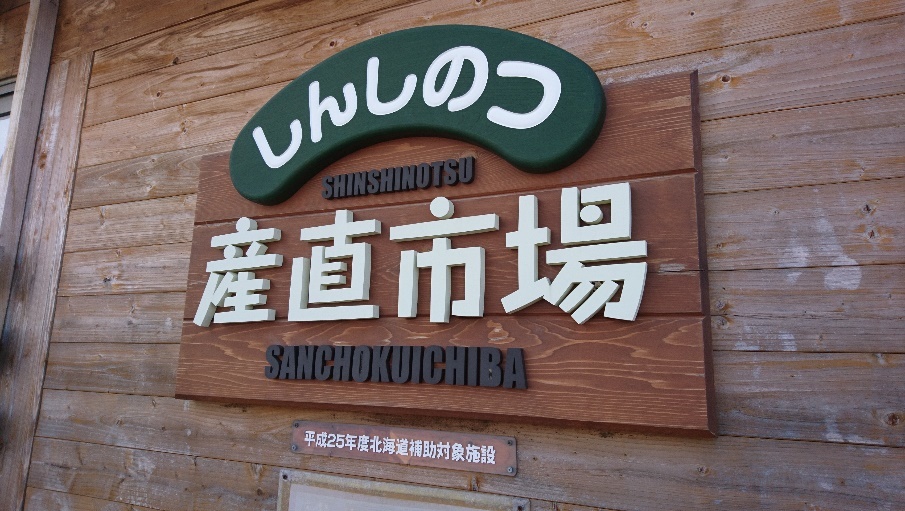 しんしのつ
SHINSHINOTSU
産直市場
SANCHOKUICHIBA
平成25年度北海道補助対象施設